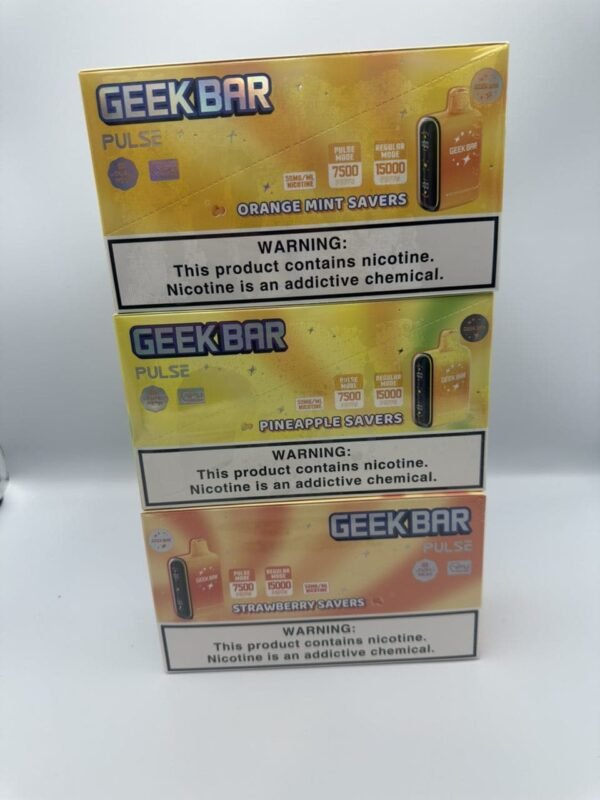 GEEK BAR
PULSE
PULSE MODE
7500
REGULAR MODE
15000
50MG/ML
NICOTINE
GEEK BAR
ORANGE MINT SAVERS
WARNING:
This product contains nicotine.
Nicotine is an addictive chemical.
GEEK BAR
PULSE
PULSE MODE
7500
REGULAR MODE
15000
50MG/ML
NICOTINE
GEEK BAR
PINEAPPLE SAVERS
WARNING:
This product contains nicotine.
Nicotine is an addictive chemical.
GEEK BAR
PULSE
GEEK BAR
PULSE MODE
7500
REGULAR MODE
15000
50MG/ML
NICOTINE
STRAWBERRY SAVERS
WARNING:
This product contains nicotine.
Nicotine is an addictive chemical.